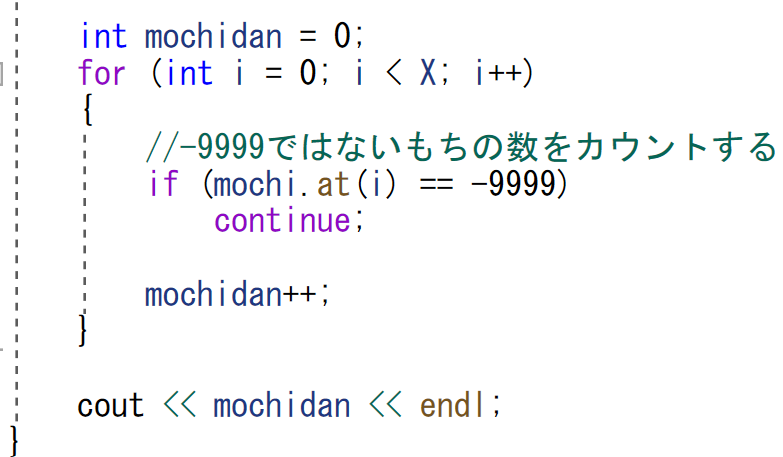 int mochidan = 0;
for (int i = 0; i < X; i++)
{
//-9999ではないもちの数をカウントする
if (mochi.at(i) == -9999)
continue;
mochidan++;
}
cout << mochidan << endl;
}